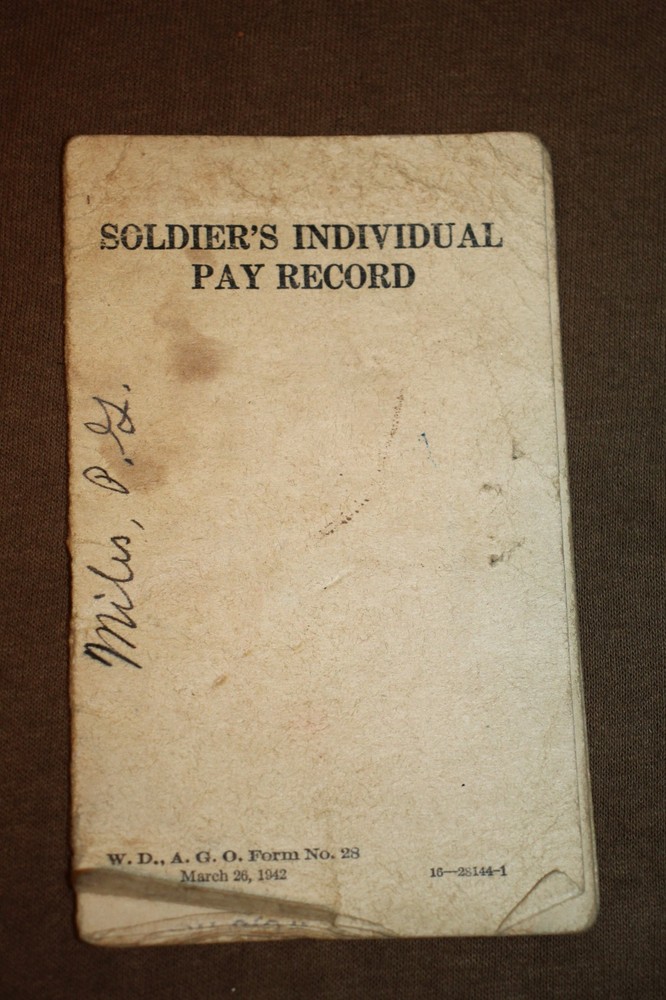 SOLDIER'S INDIVIDUAL
PAY RECORD
Miles, P.
W. D., A. G. O. Form No. 28
March 26, 1942
16—28144-1